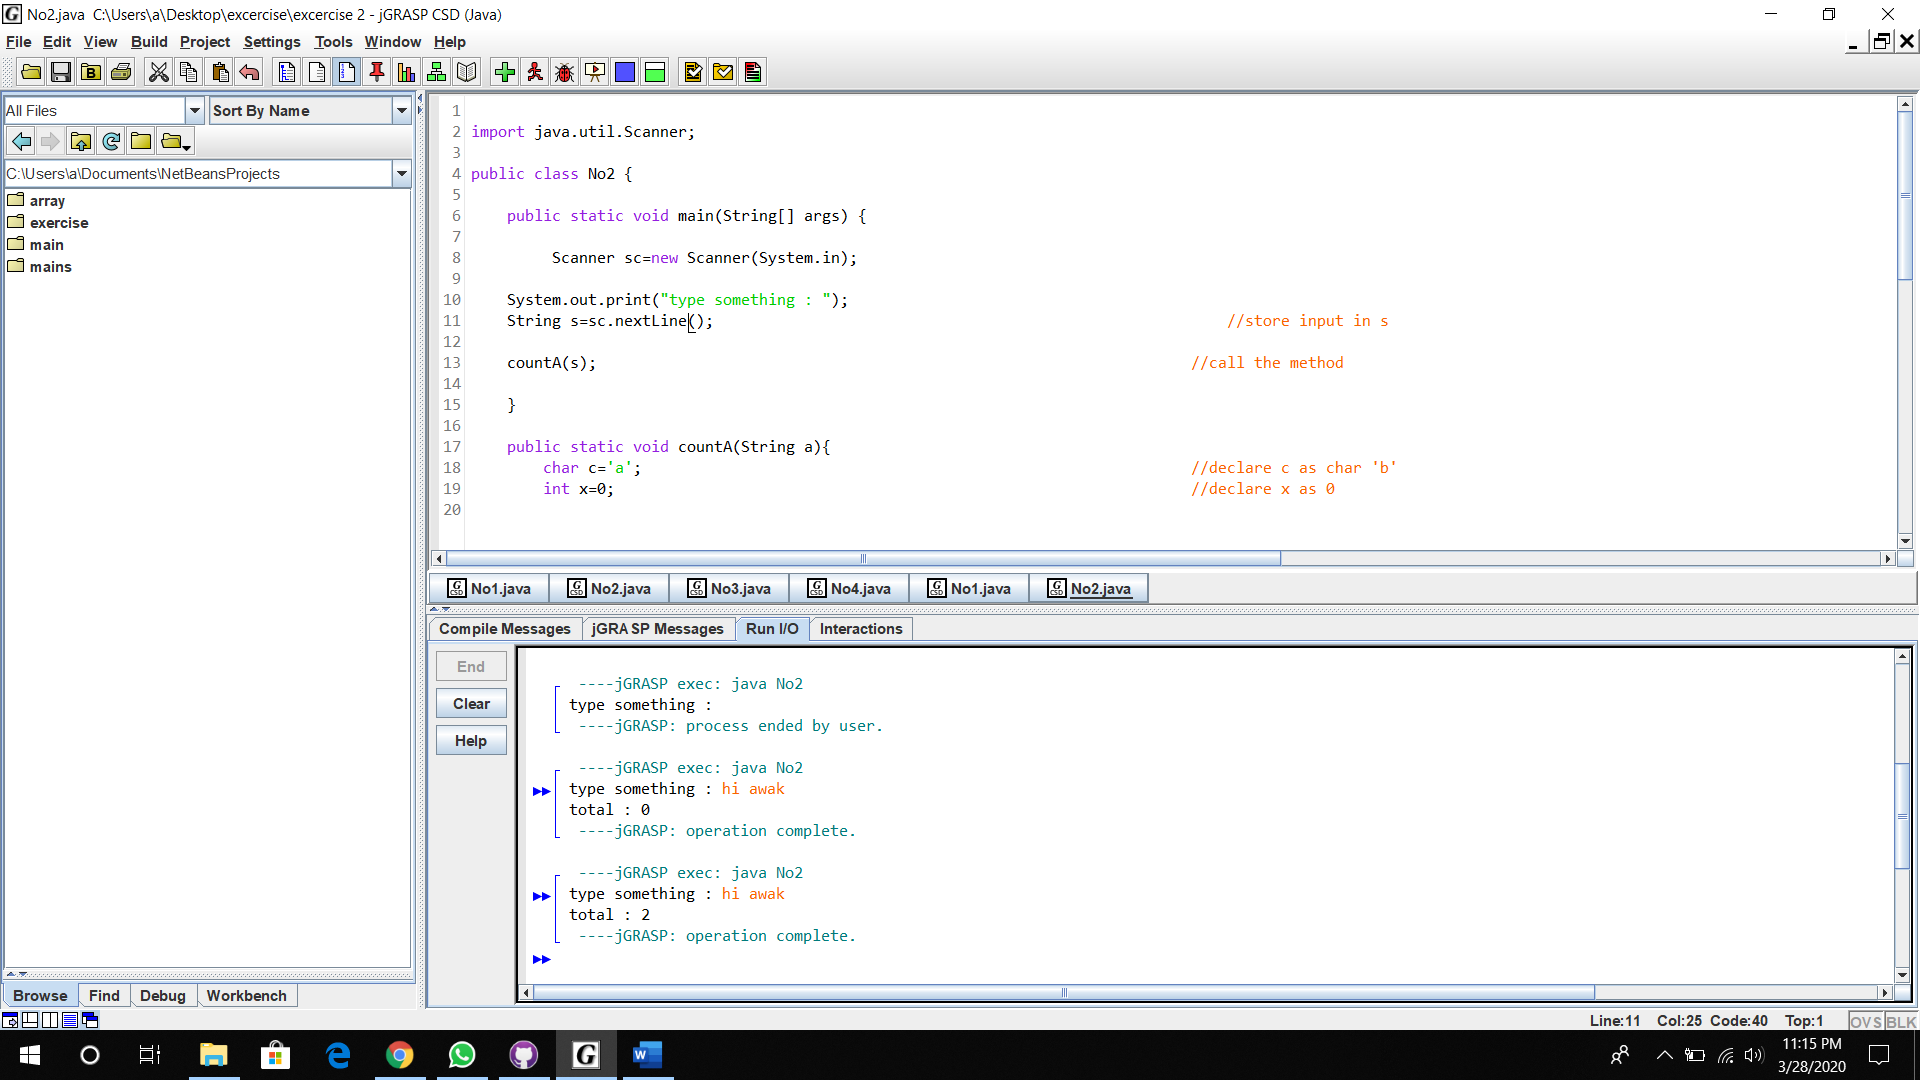 No2.java  C:\Users\a\Desktop\excercise\excercise 2 - jGRASP CSD (Java)
File Edit View Build Project Settings Tools Window Help
All Files Sort By Name
C:\Users\a\Documents\NetBeansProjects
array
exercise
main
mains
Browse Find Debug Workbench
1
2 import java.util.Scanner;
3
4 public class No2 {
5
6 public static void main(String[] args) {
7
8 Scanner sc=new Scanner(System.in);
9
10 System.out.print("type something : ");
11 String s=sc.nextLine(); //store input in s
12
13 countA(s); //call the method
14
15 }
16
17 public static void countA(String a){
18 char c='a'; //declare c as char 'b'
19 int x=0; //declare x as 0
20
No1.java No2.java No3.java No4.java No1.java No2.java
Compile Messages jGRASP Messages Run I/O Interactions
End
Clear
Help
----jGRASP exec: java No2
type something :
----jGRASP: process ended by user.
----jGRASP exec: java No2
type something : hi awak
total : 0
----jGRASP: operation complete.
----jGRASP exec: java No2
type something : hi awak
total : 2
----jGRASP: operation complete.
Line:11 Col:25 Code:40 Top:1 OVS BLK
11:15 PM
3/28/2020